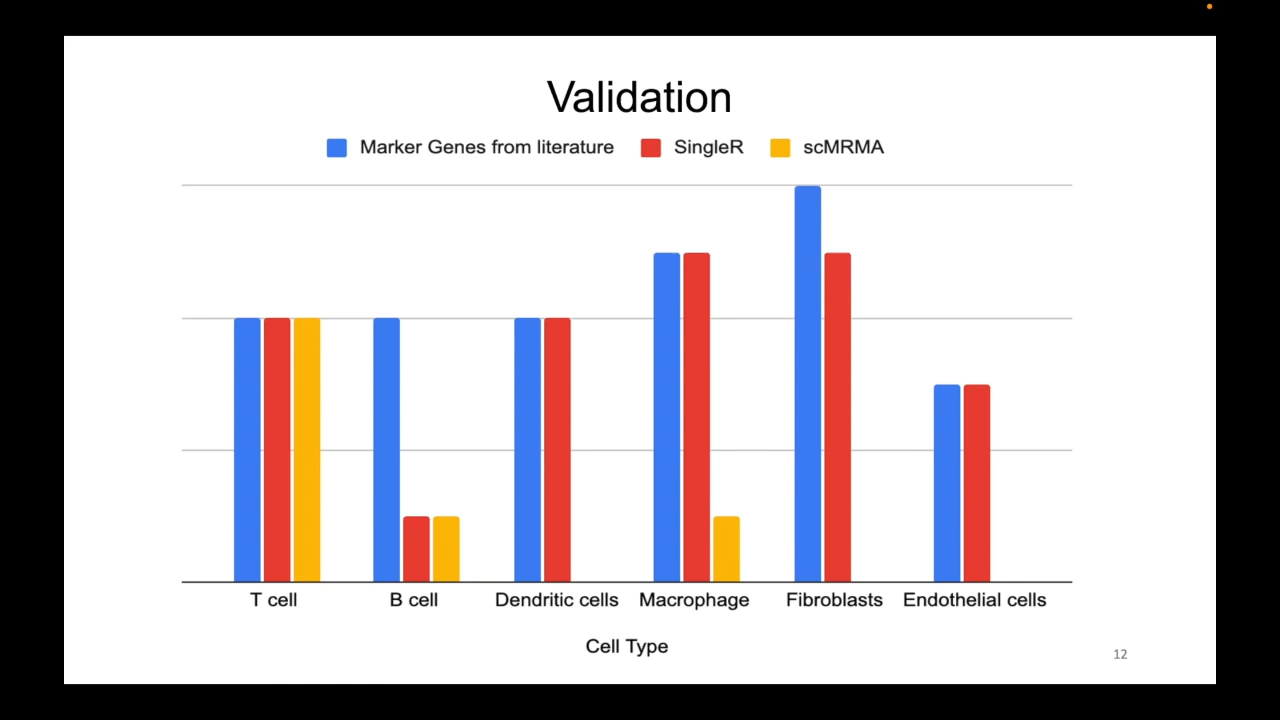 Validation
Marker Genes from literature SingleR scMRMA
T cell B cell Dendritic cells Macrophage Fibroblasts Endothelial cells
Cell Type
12